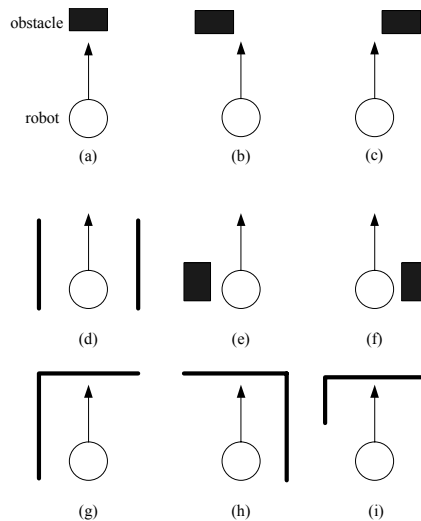 obstacle
robot
(a) (b) (c)
(d) (e) (f)
(g) (h) (i)